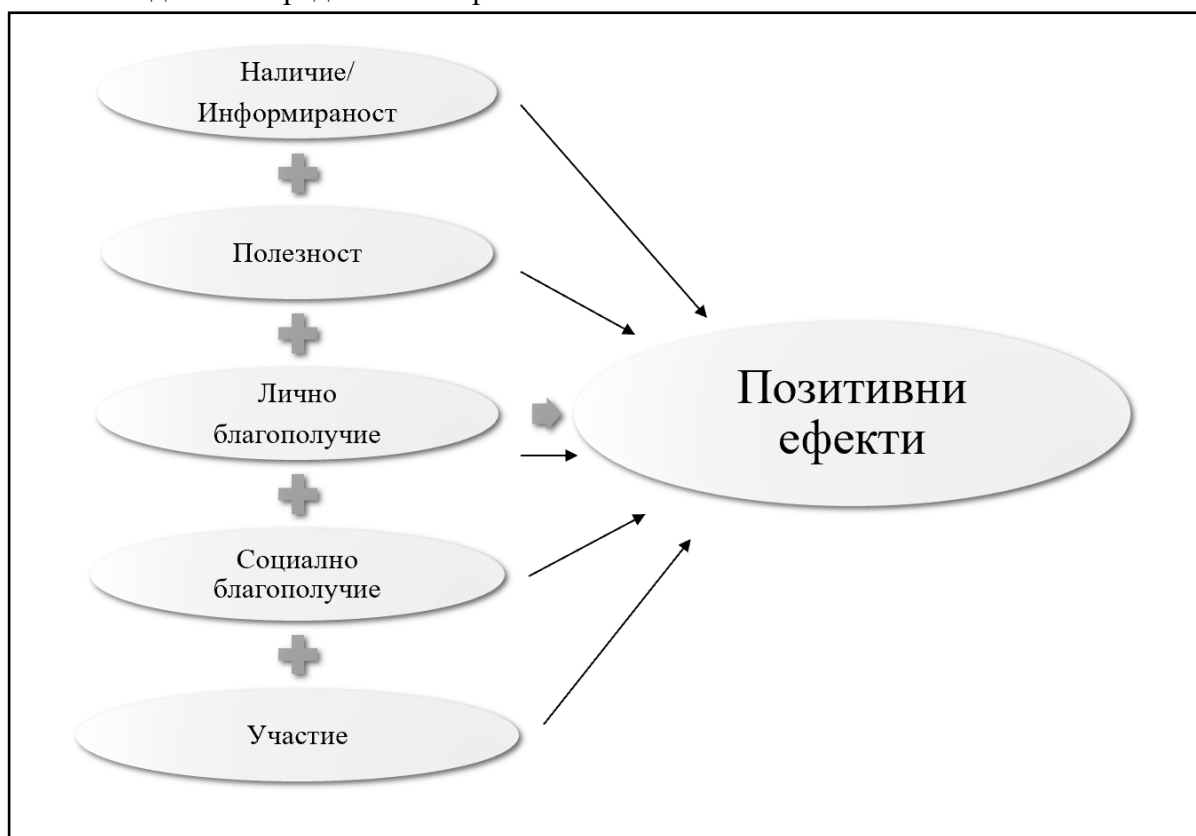 Наличие/
Информираност
Полезност
Лично
благополучие
Социално
благополучие
Участие
Позитивни
ефекти